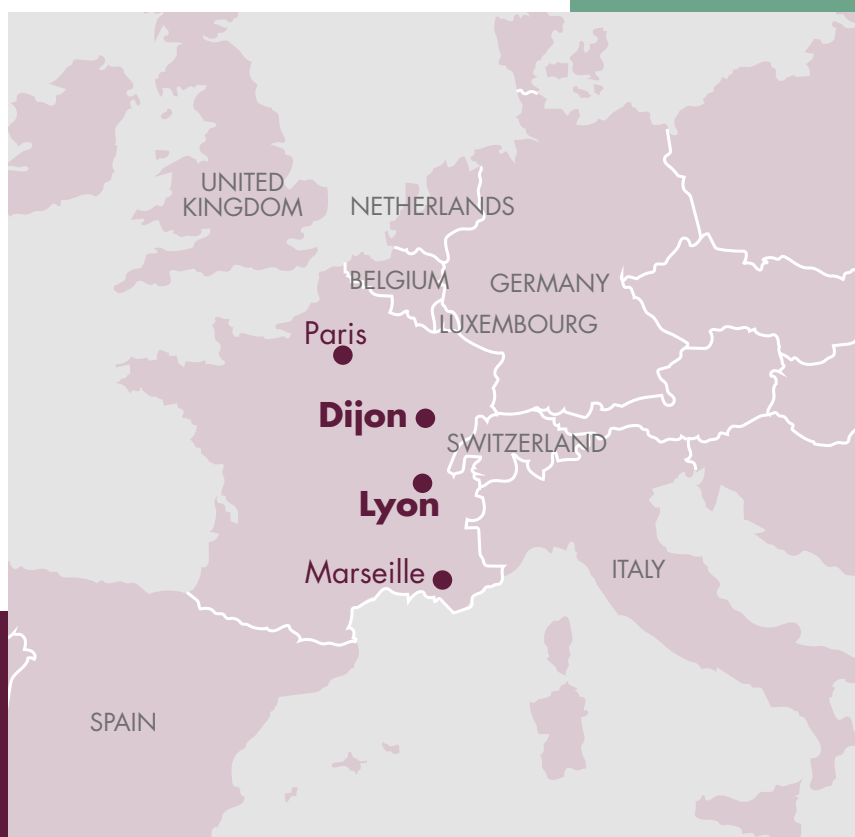 UNITED
KINGDOM
NETHERLANDS
BELGIUM
GERMANY
LUXEMBOURG
Paris
Dijon
SWITZERLAND
Lyon
Marseille
ITALY
SPAIN